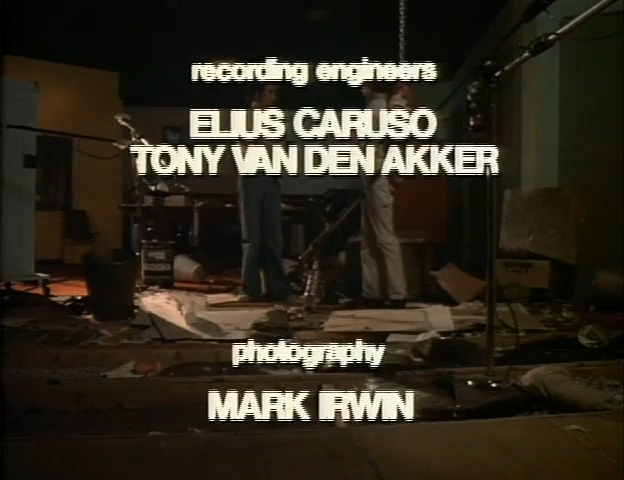 recording engineers
ELIUS CARUSO
TONY VAN DEN AKKER
photography
MARK IRWIN